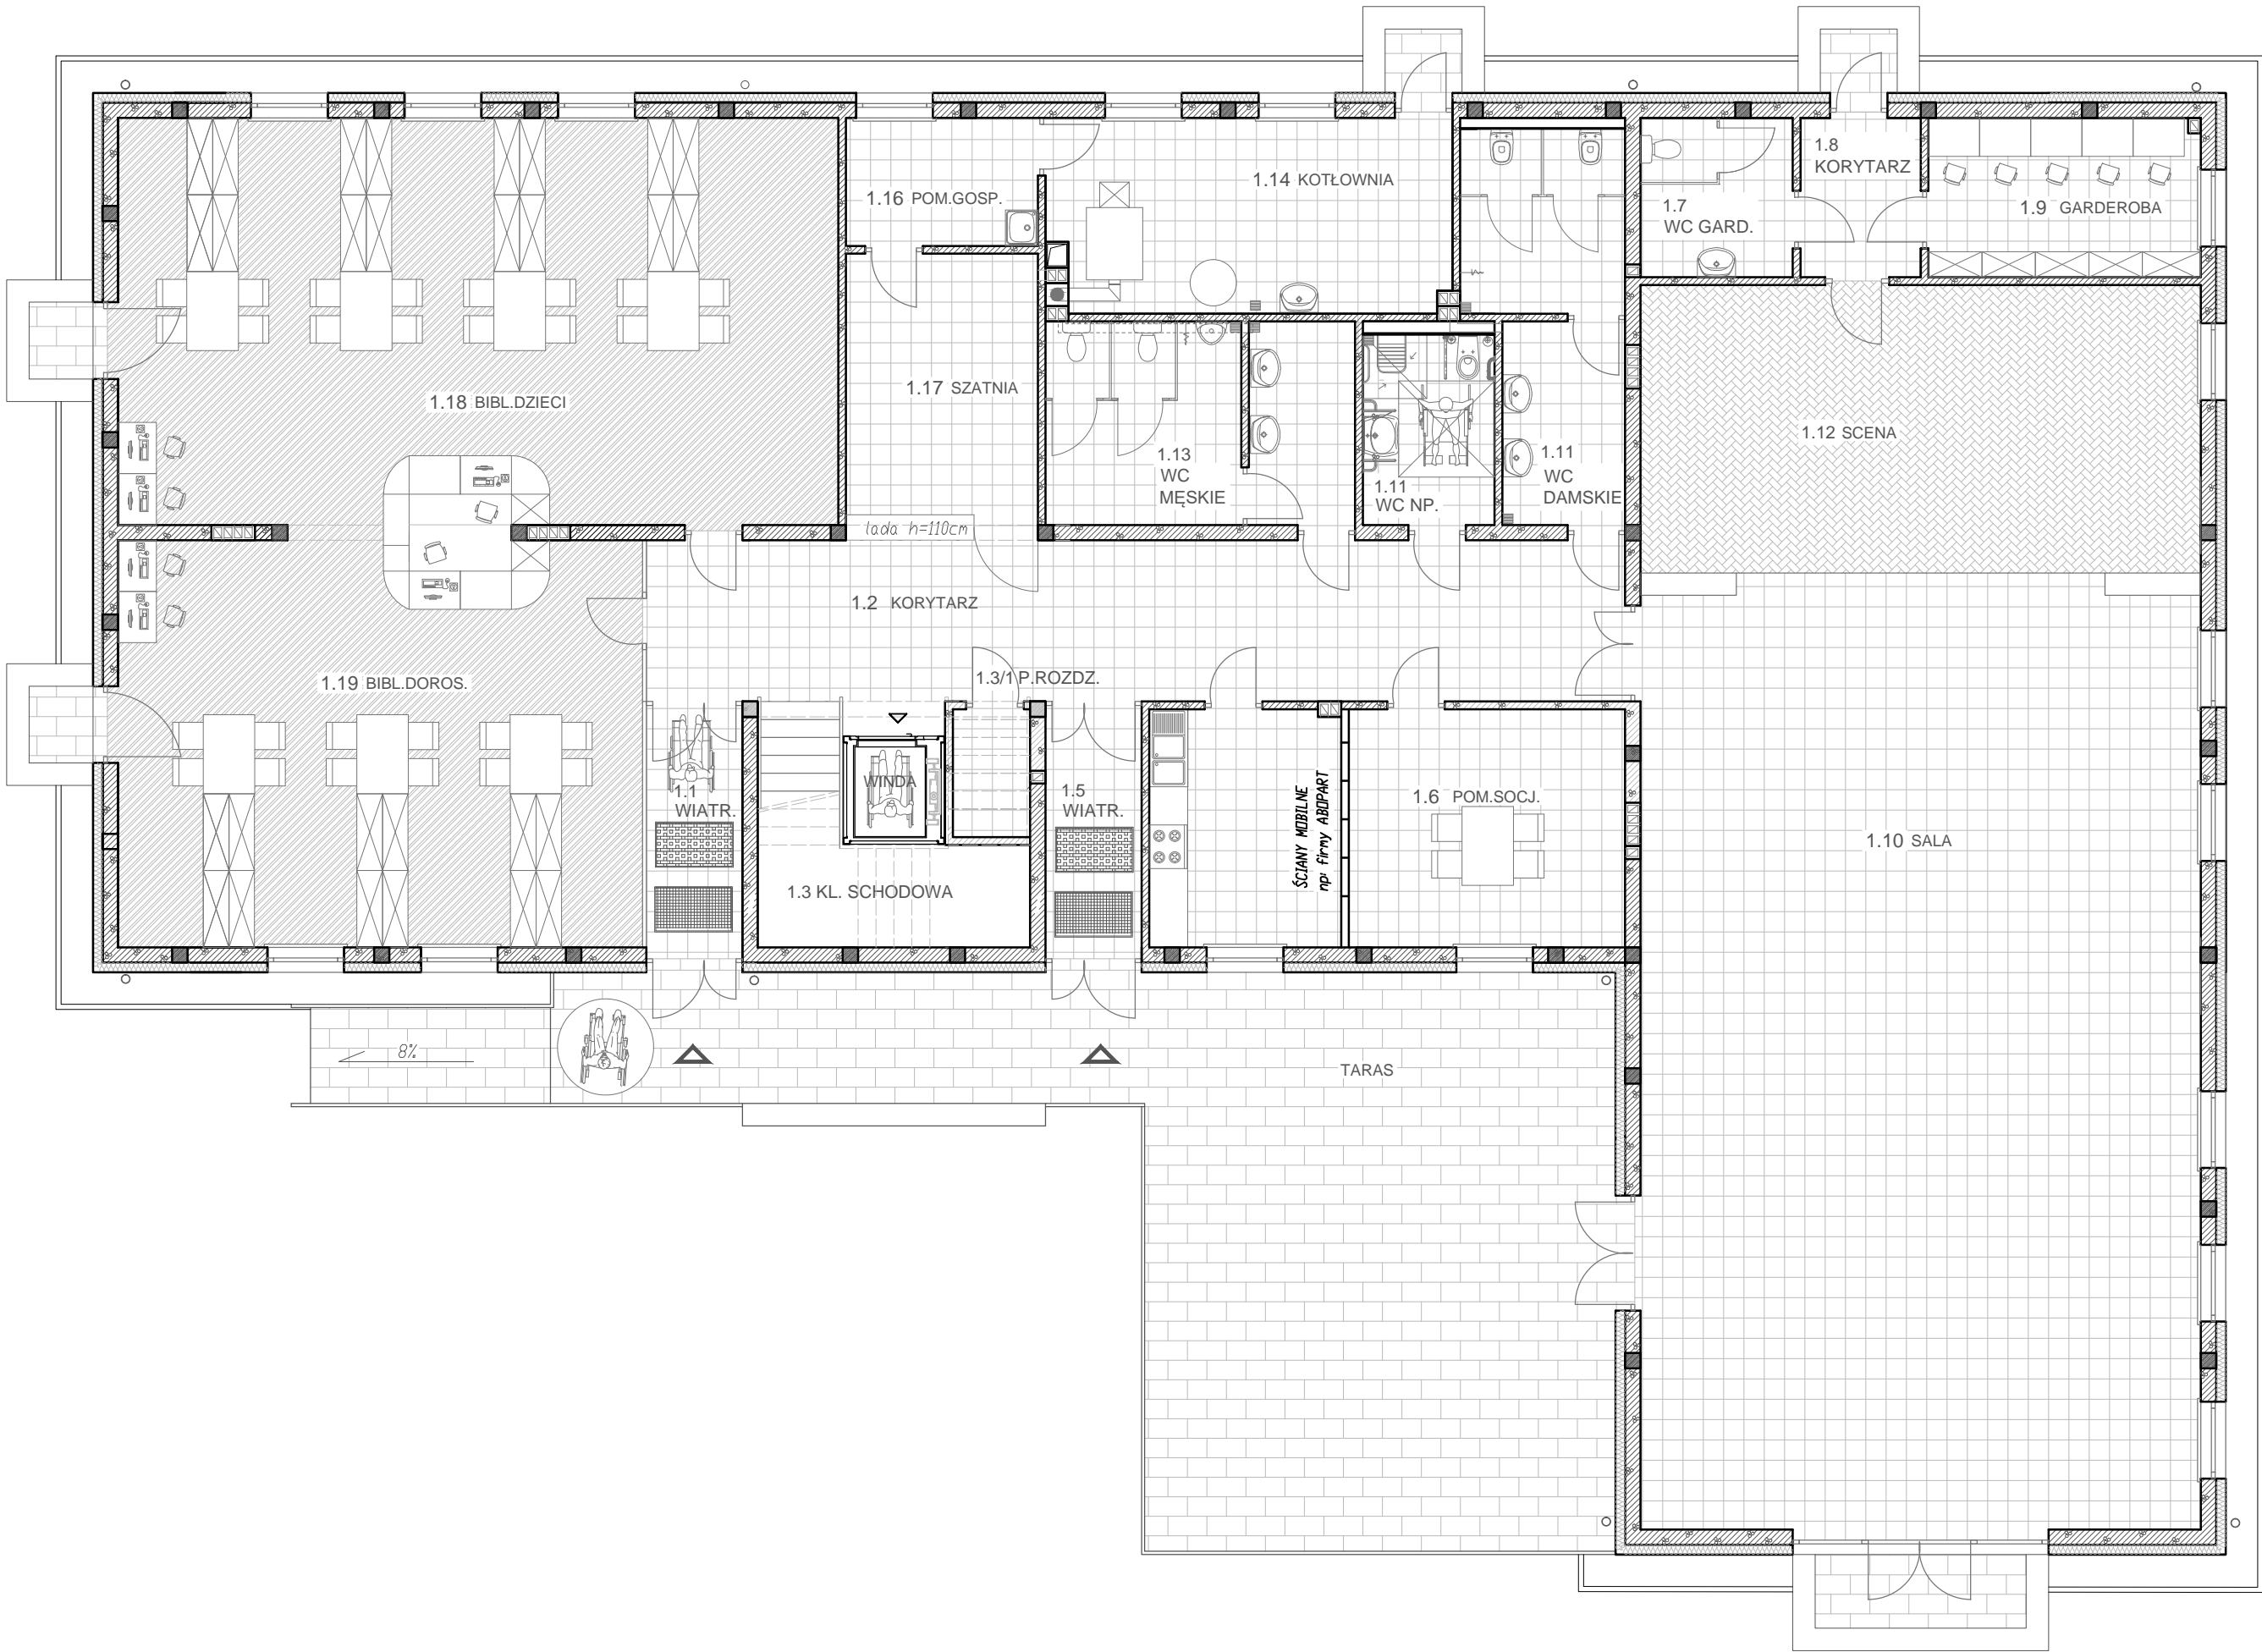 1.8
KORYTARZ
1.14 KOTŁOWNIA
1.16 POM.GOSP.
1.7
WC GARD.
1.9 GARDEROBA
1.17 SZATNIA
1.18 BIBL.DZIECI
1.12 SCENA
1.13
WC
MĘSKIE
1.11
WC NP.
1.11
WC
DAMSKIE
lada h=110cm
1.2 KORYTARZ
1.3/1 P.ROZDZ.
1.19 BIBL.DOROS.
WINDA
1.1
WIATR.
1.5
WIATR.
ŚCIANY MOBILNE
np: firmy ABOPART
1.6 POM.SOCJ.
1.10 SALA
1.3 KL. SCHODOWA
8%
TARAS